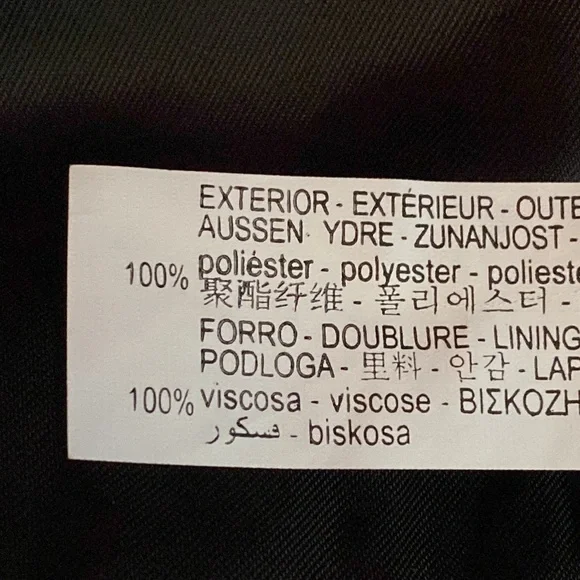 EXTERIOR - EXTÉRIEUR - OUTE
AUSSEN YDRE - ZUNANJOST -
100% poliéster - polyester - polieste
聚酯纤维 - 폴리에스터 -
FORRO - DOUBLURE - LINING
PODLOGA - 里料 - 안감 - LAP
100% viscosa - viscose - ΒΙΣΚΟΖΗ
فسكوز - biskosa